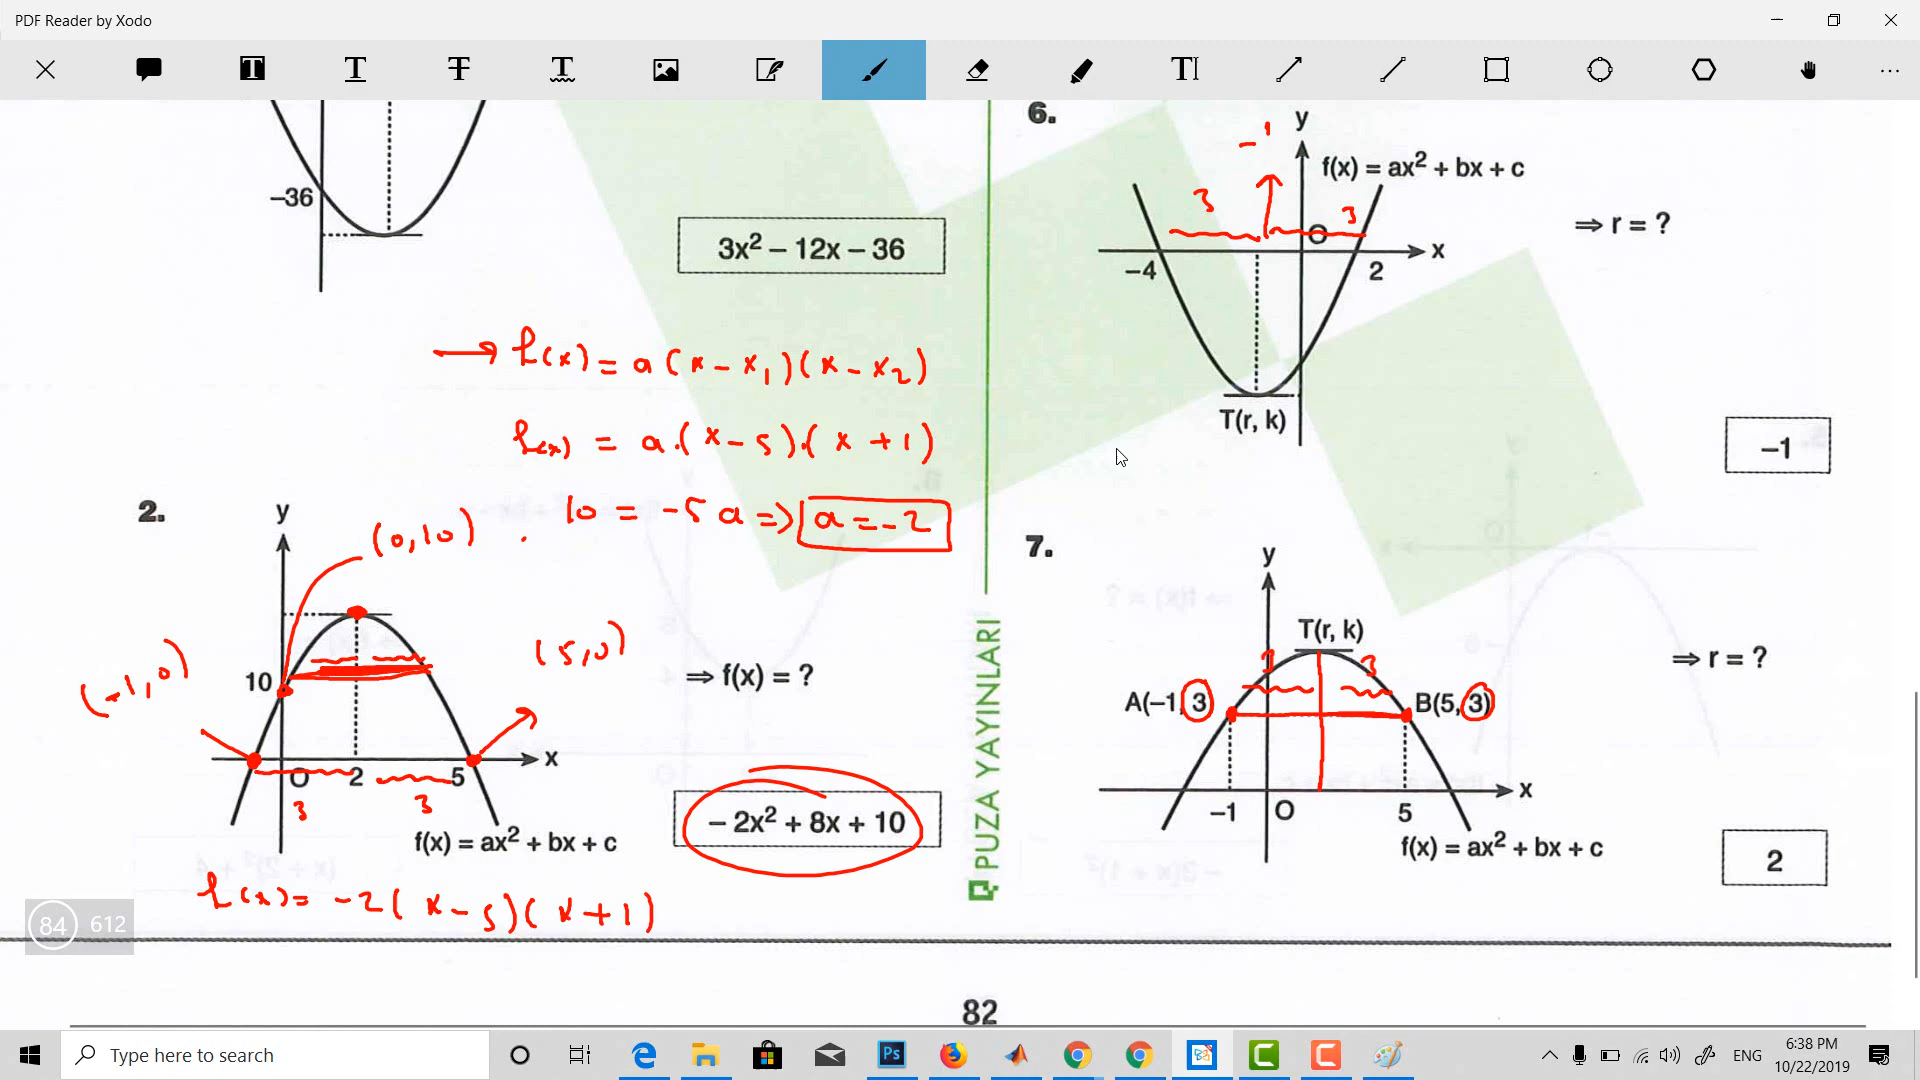 PDF Reader by Xodo
-36
3x² - 12x - 36
f(x) = a(x - x₁)(x - x₂)
f(x) = a.(x - 5).(x + 1)
10 = -5a => a = -2
2.
y
(0,10)
(-1,0)
(5,0)
10
⇒ f(x) = ?
x
O
2
5
3
3
f(x) = ax² + bx + c
- 2x² + 8x + 10
f(x) = -2(x - 5)(x + 1)
84 612
PUZA YAYINLARI
6.
y
-1
f(x) = ax² + bx + c
3
3
⇒ r = ?
O
x
-4
2
T(r, k)
-1
7.
y
T(r, k)
3
3
⇒ r = ?
A(-1, 3)
B(5, 3)
x
-1
O
5
f(x) = ax² + bx + c
2
82
Type here to search
Ps
ENG
6:38 PM
10/22/2019